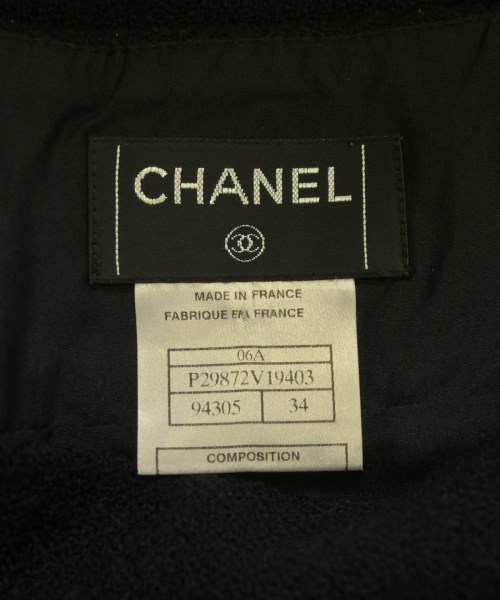 CHANEL
MADE IN FRANCE
FABRIQUE EN FRANCE
06A
P29872V19403
94305 34
COMPOSITION